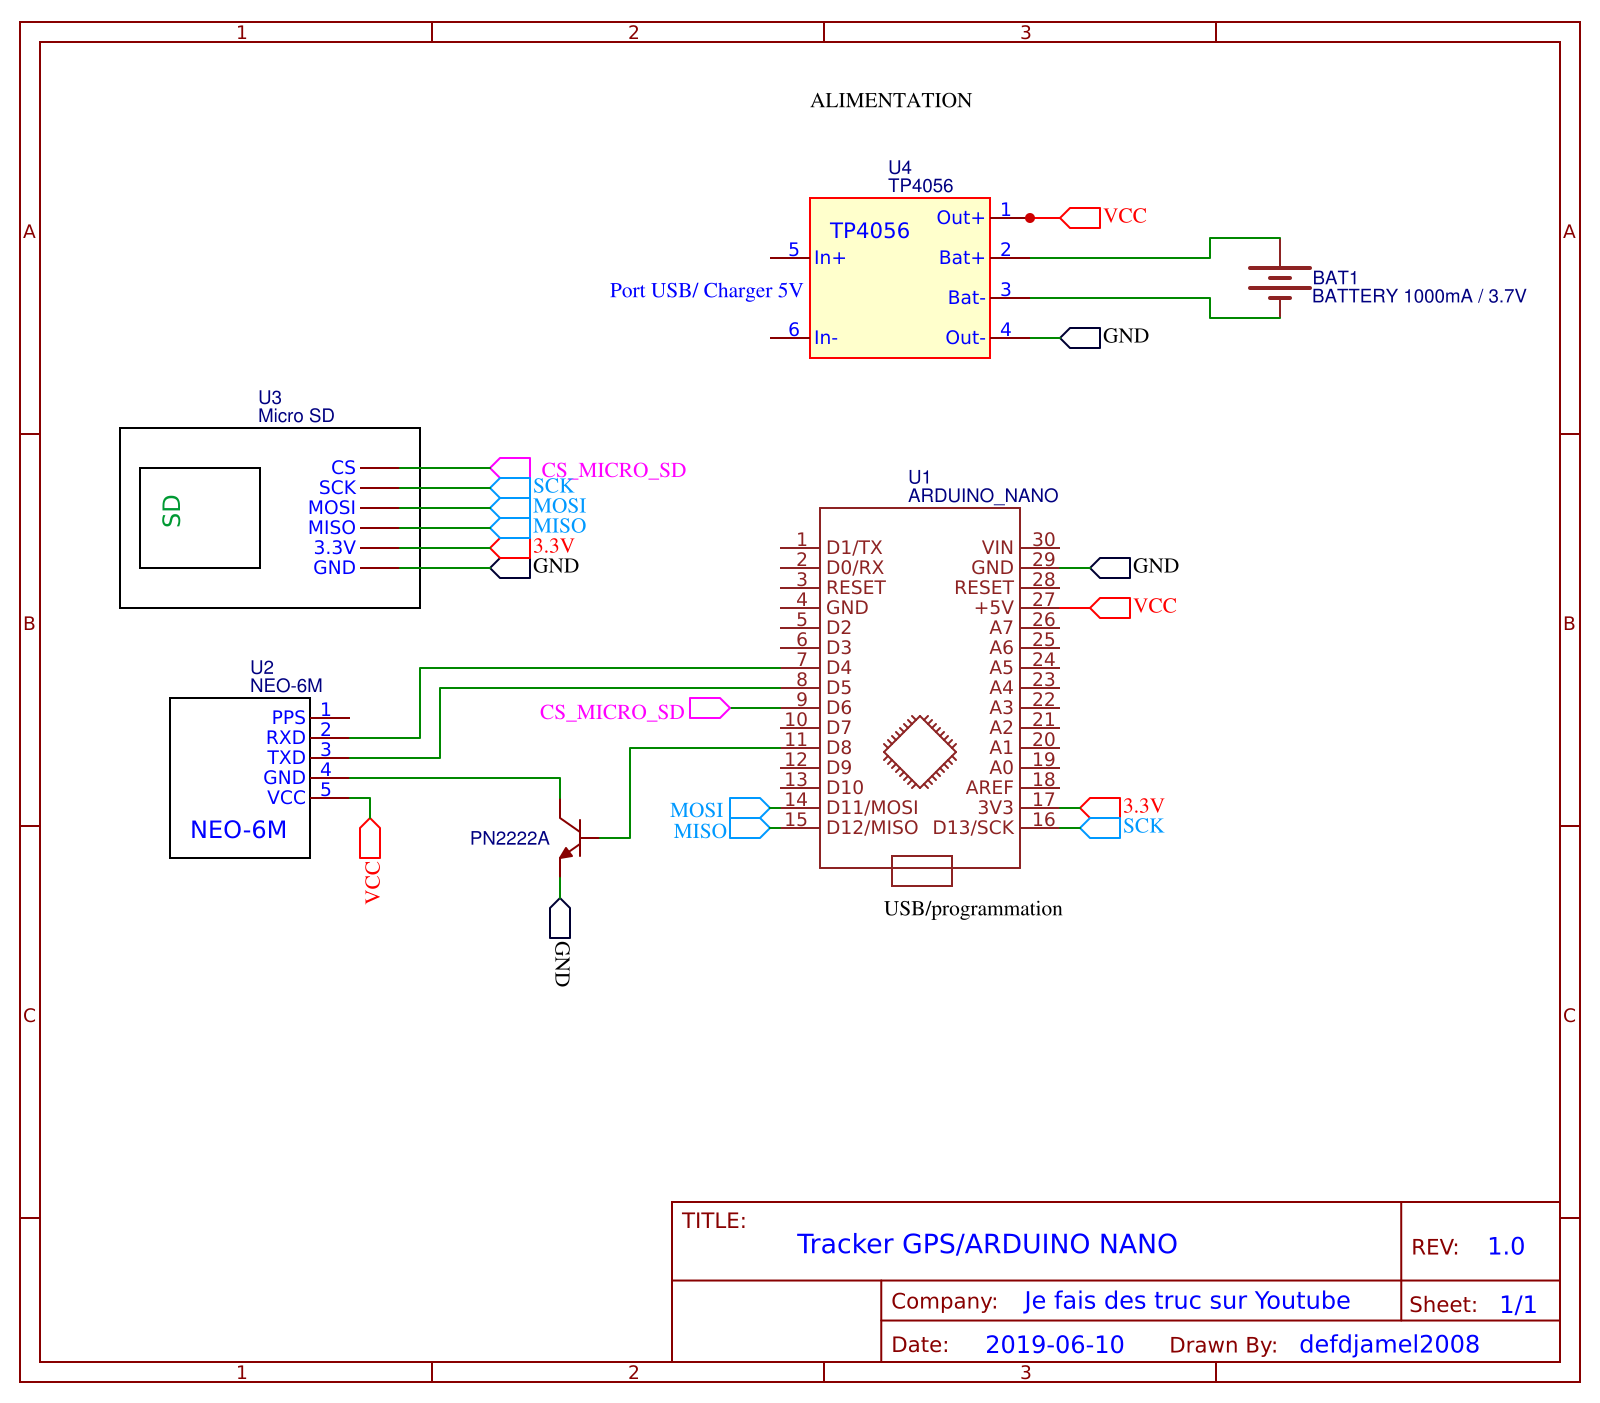 1 2 3
ALIMENTATION
U4
TP4056
TP4056
Out+ 1 VCC
5 In+ Bat+ 2
Port USB/ Charger 5V
Bat- 3
BAT1
BATTERY 1000mA / 3.7V
6 In- Out- 4 GND
A A
U3
Micro SD
SD
CS CS_MICRO_SD
SCK SCK
MOSI MOSI
MISO MISO
3.3V 3.3V
GND GND
U1
ARDUINO_NANO
1 D1/TX VIN 30
2 D0/RX GND 29 GND
3 RESET RESET 28
4 GND +5V 27 VCC
5 D2 A7 26
6 D3 A6 25
7 D4 A5 24
8 D5 A4 23
CS_MICRO_SD 9 D6 A3 22
10 D7 A2 21
11 D8 A1 20
12 D9 A0 19
13 D10 AREF 18
MOSI 14 D11/MOSI 3V3 17 3.3V
MISO 15 D12/MISO D13/SCK 16 SCK
USB/programmation
B B
U2
NEO-6M
PPS 1
RXD 2
TXD 3
GND 4
VCC 5
NEO-6M
VCC
PN2222A
GND
C C
TITLE:
Tracker GPS/ARDUINO NANO
REV: 1.0
Company: Je fais des truc sur Youtube
Sheet: 1/1
Date: 2019-06-10 Drawn By: defdjamel2008
1 2 3